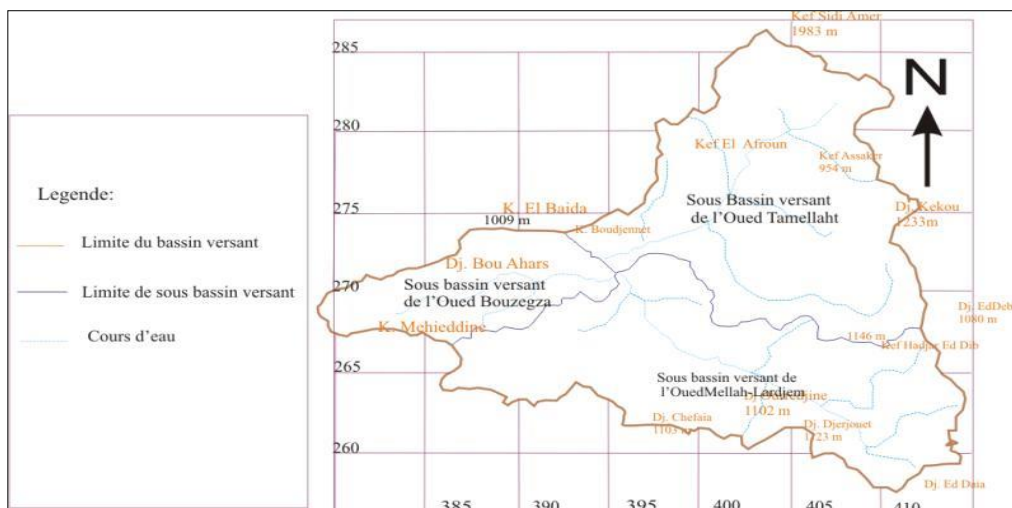 Kef Sidi Amer
1983 m
285
N
280
Kef El Afroun
Kef Assaker
954 m
Legende:
Sous Bassin versant
de l'Oued Tamellaht
K. El Baida
1009 m
275
Dj. Kekou
1233m
K. Boudjennet
Limite du bassin versant
Dj. Bou Ahars
Sous bassin versant
de l'Oued Bouzegza
Limite de sous bassin versant
270
Dj. EdDeb
1080 m
K. Mehieddine
Cours d'eau
1146 m
Kef Hadjar Ed Dib
265
Sous bassin versant de
l'OuedMellah-Lardjem
1102 m
Dj. Chefaia
1103 m
Dj. Djerjouet
1223 m
260
Dj. Ed Daia
385
390
395
400
405
410